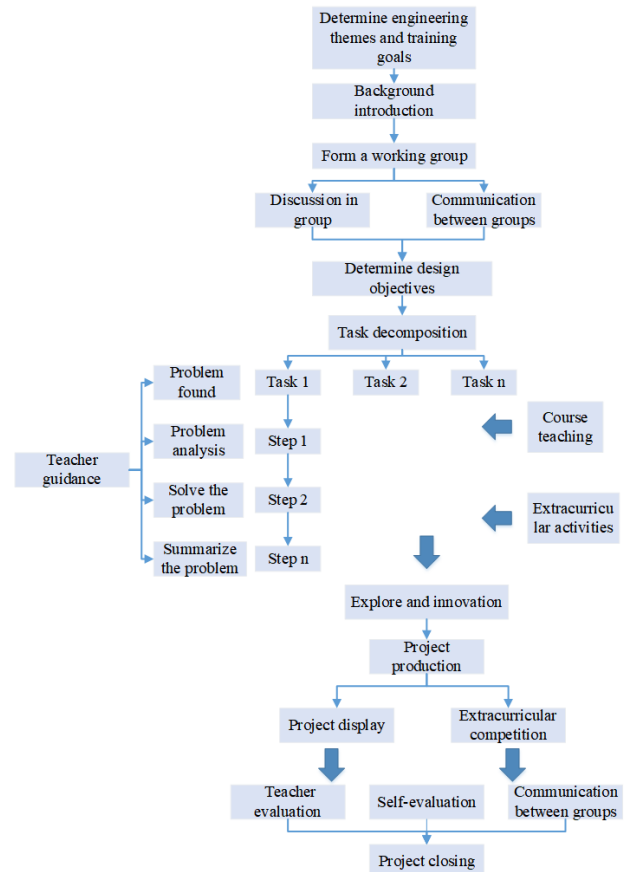 Determine engineering
themes and training
goals
Background
introduction
Form a working group
Discussion in
group
Communication
between groups
Determine design
objectives
Task decomposition
Problem
found
Task 1
Task 2
Task n
Problem
analysis
Step 1
Course
teaching
Teacher
guidance
Solve the
problem
Step 2
Extracurricu
lar activities
Summarize
the problem
Step n
Explore and innovation
Project
production
Project display
Extracurricular
competition
Teacher
evaluation
Self-evaluation
Communication
between groups
Project closing